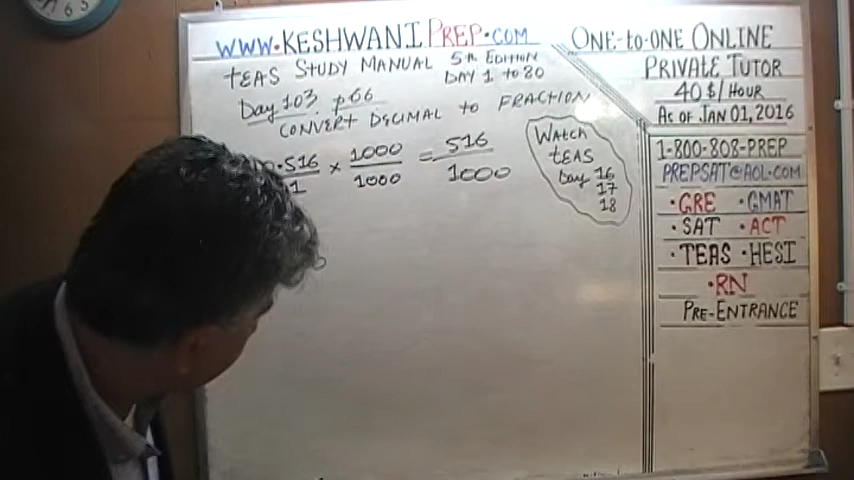 WWW.KESHWANIPREP.COM
TEAS STUDY MANUAL 5th EDITION
DAY 1 to 80
Day 103. p66
CONVERT DECIMAL to FRACTION
.516 × 1000 = 516
1 1000 1000
WATCH
TEAS
Day 16
17
18
ONE-to-ONE ONLINE
PRIVATE TUTOR
40$/HOUR
AS OF JAN 01, 2016
1-800-808-PREP
PREPSAT@AOL.COM
•GRE •GMAT
•SAT •ACT
•TEAS •HESI
•RN
PRE-ENTRANCE